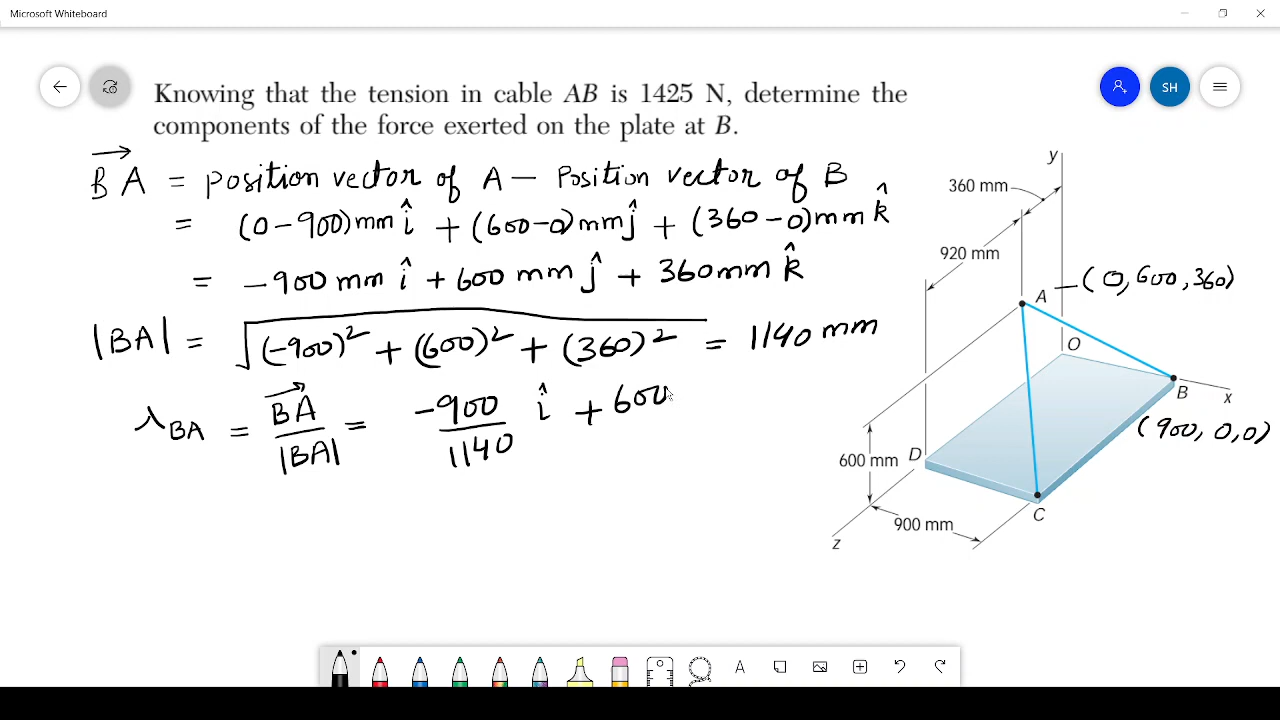 Microsoft Whiteboard
SH
Knowing that the tension in cable AB is 1425 N, determine the
components of the force exerted on the plate at B.
BA = position vector of A — Position vector of B
= (0-900)mm î + (600-0)mm ĵ + (360-0)mm k̂
= -900 mm î + 600 mm ĵ + 360mm k̂
|BA| = √(-900)² + (600)² + (360)² = 1140 mm
λBA = BA/|BA| = -900/1140 î + 600
y
360 mm
920 mm
A
(0, 600, 360)
O
B
x
(900, 0, 0)
600 mm
D
C
900 mm
z
A